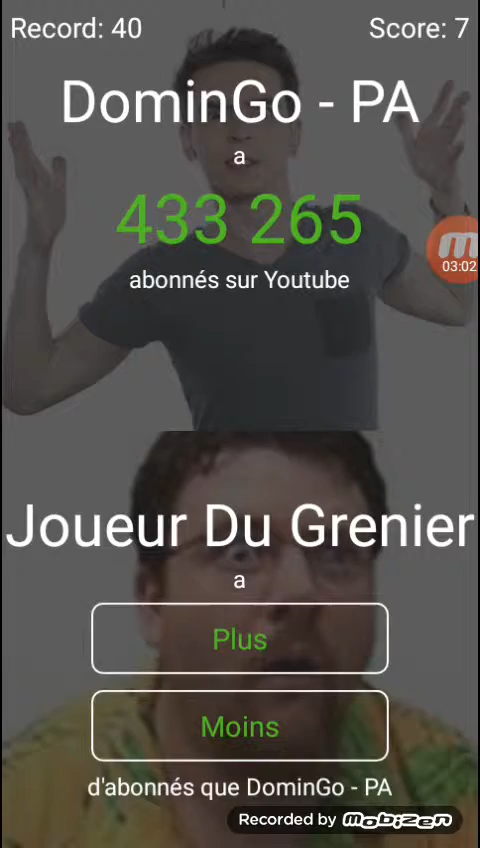 Record: 40
Score: 7
DominGo - PA
a
433 265
abonnés sur Youtube
m
03:02
Joueur Du Grenier
a
Plus
Moins
d'abonnés que DominGo - PA
Recorded by mobizen